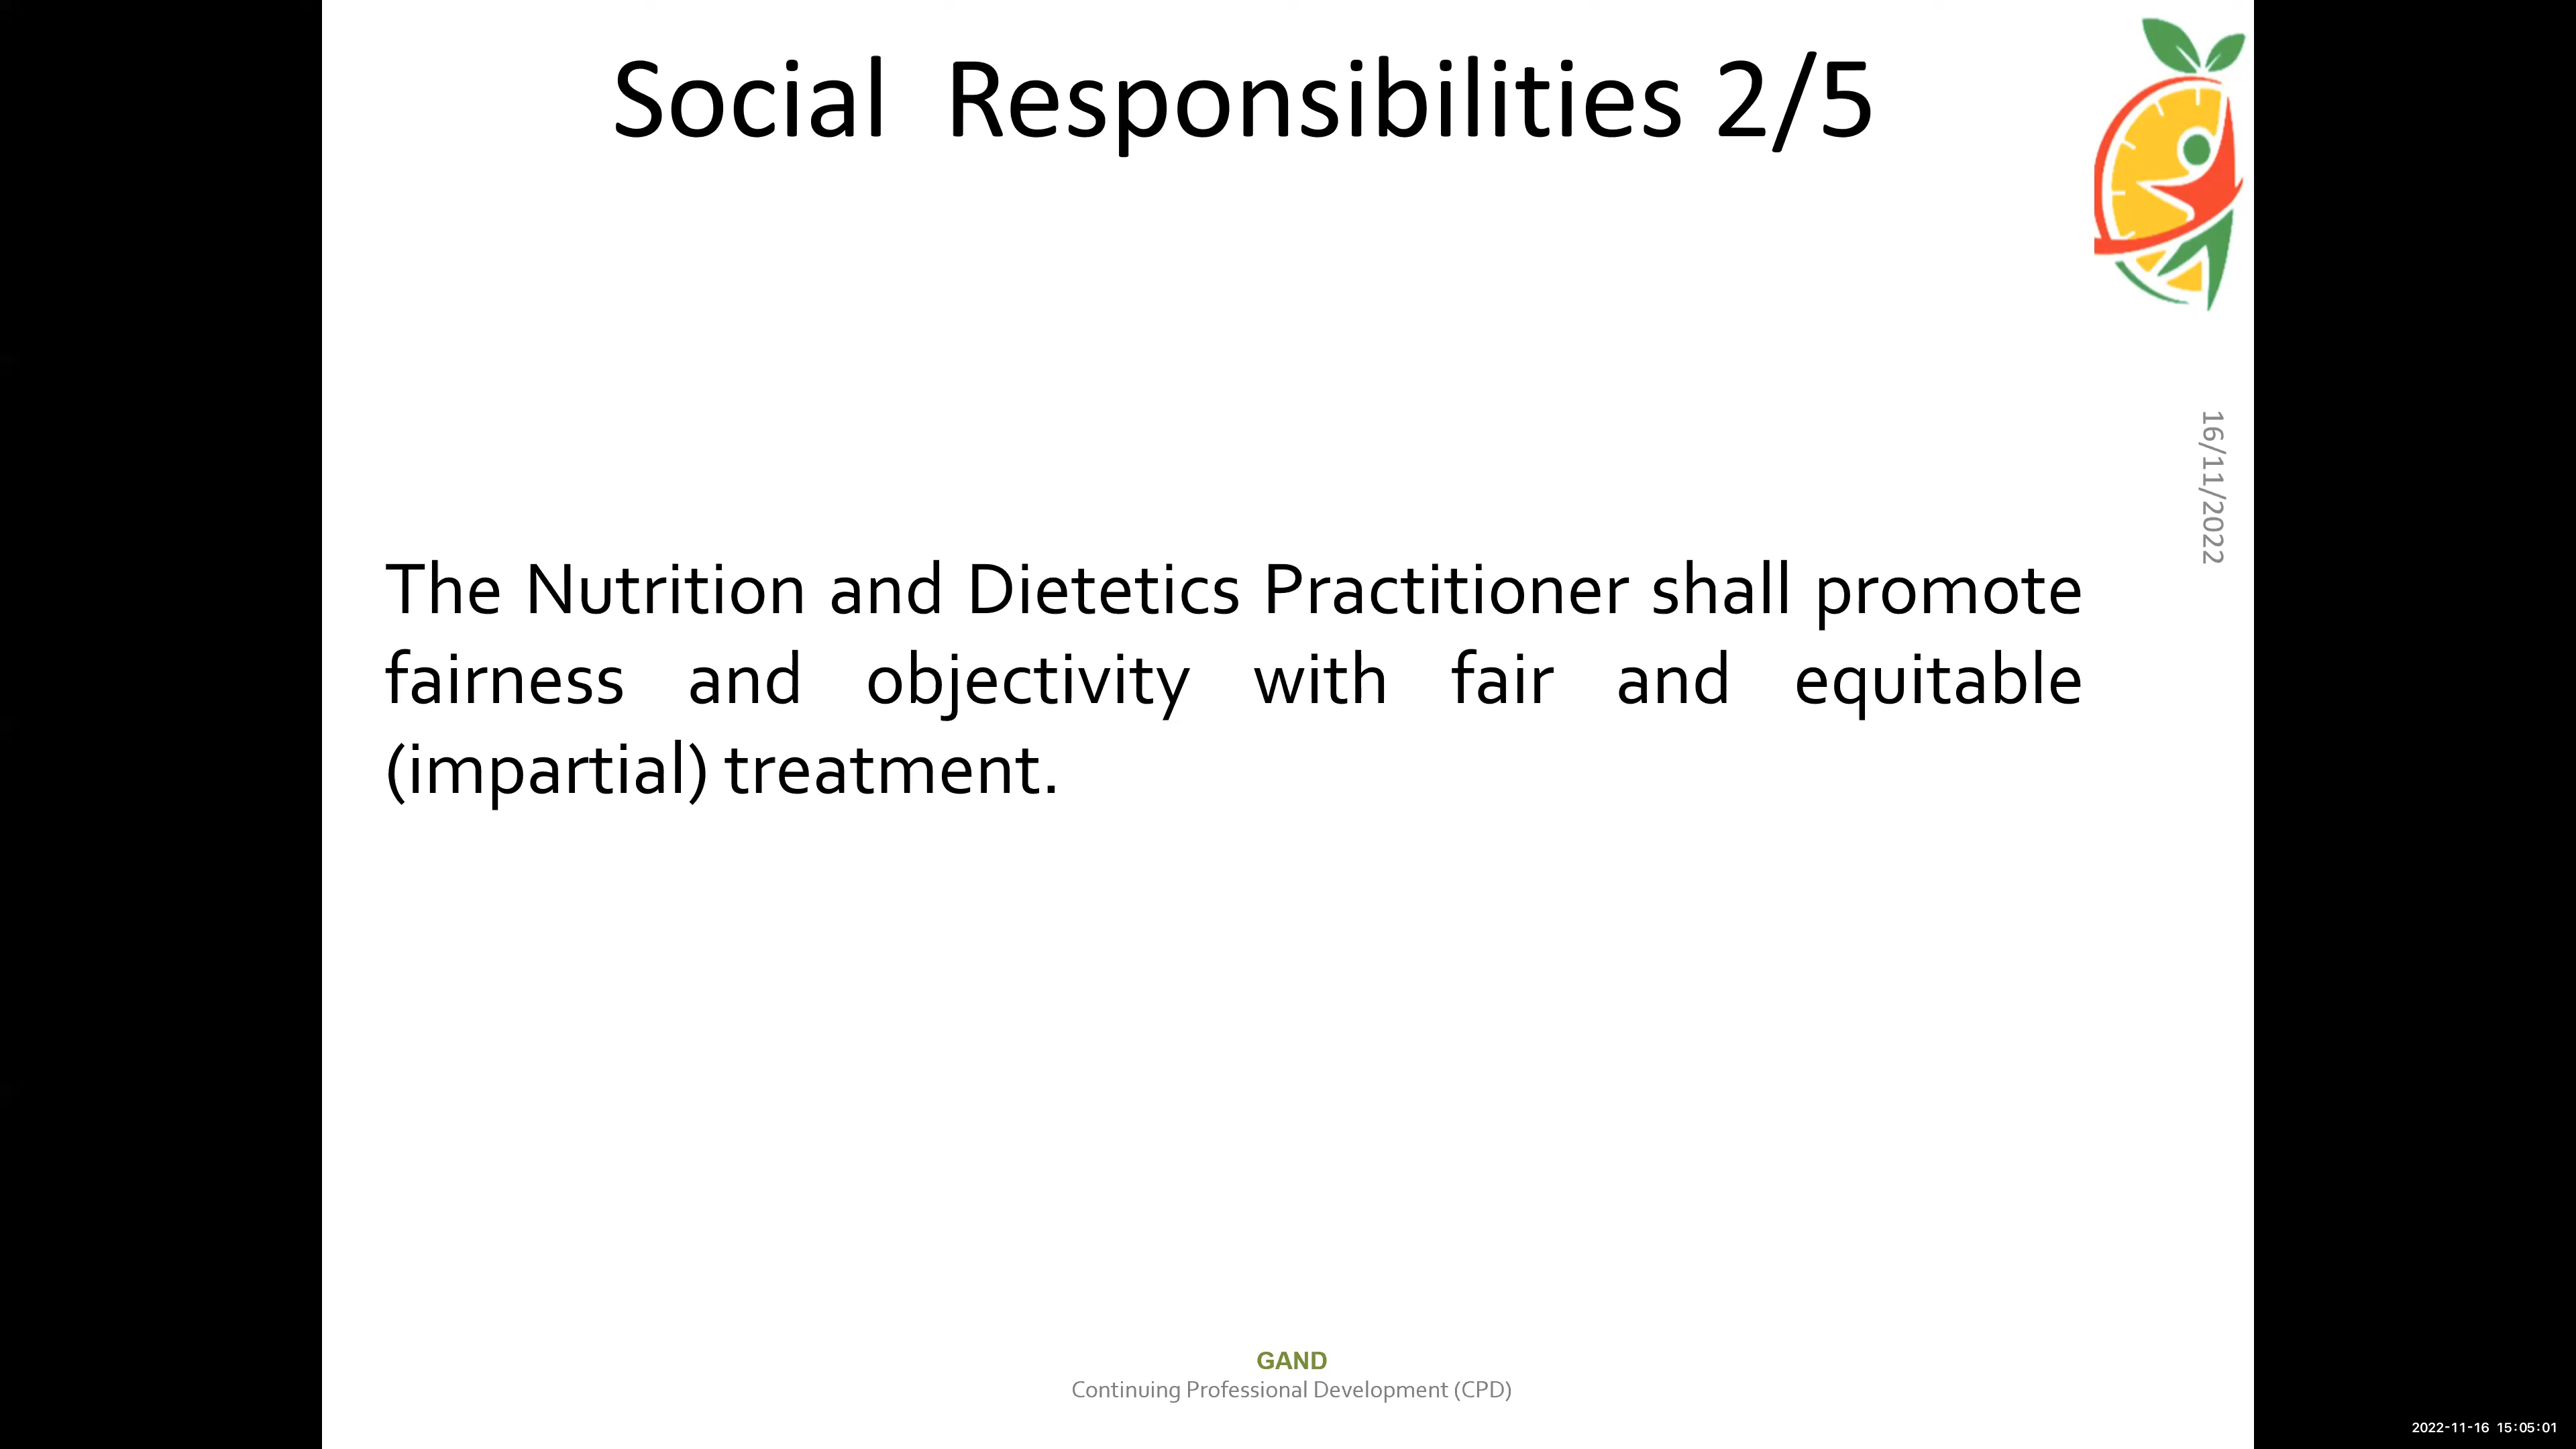 Social Responsibilities 2/5
16/11/2022
The Nutrition and Dietetics Practitioner shall promote
fairness and objectivity with fair and equitable
(impartial) treatment.
GAND
Continuing Professional Development (CPD)
2022-11-16 15:05:01